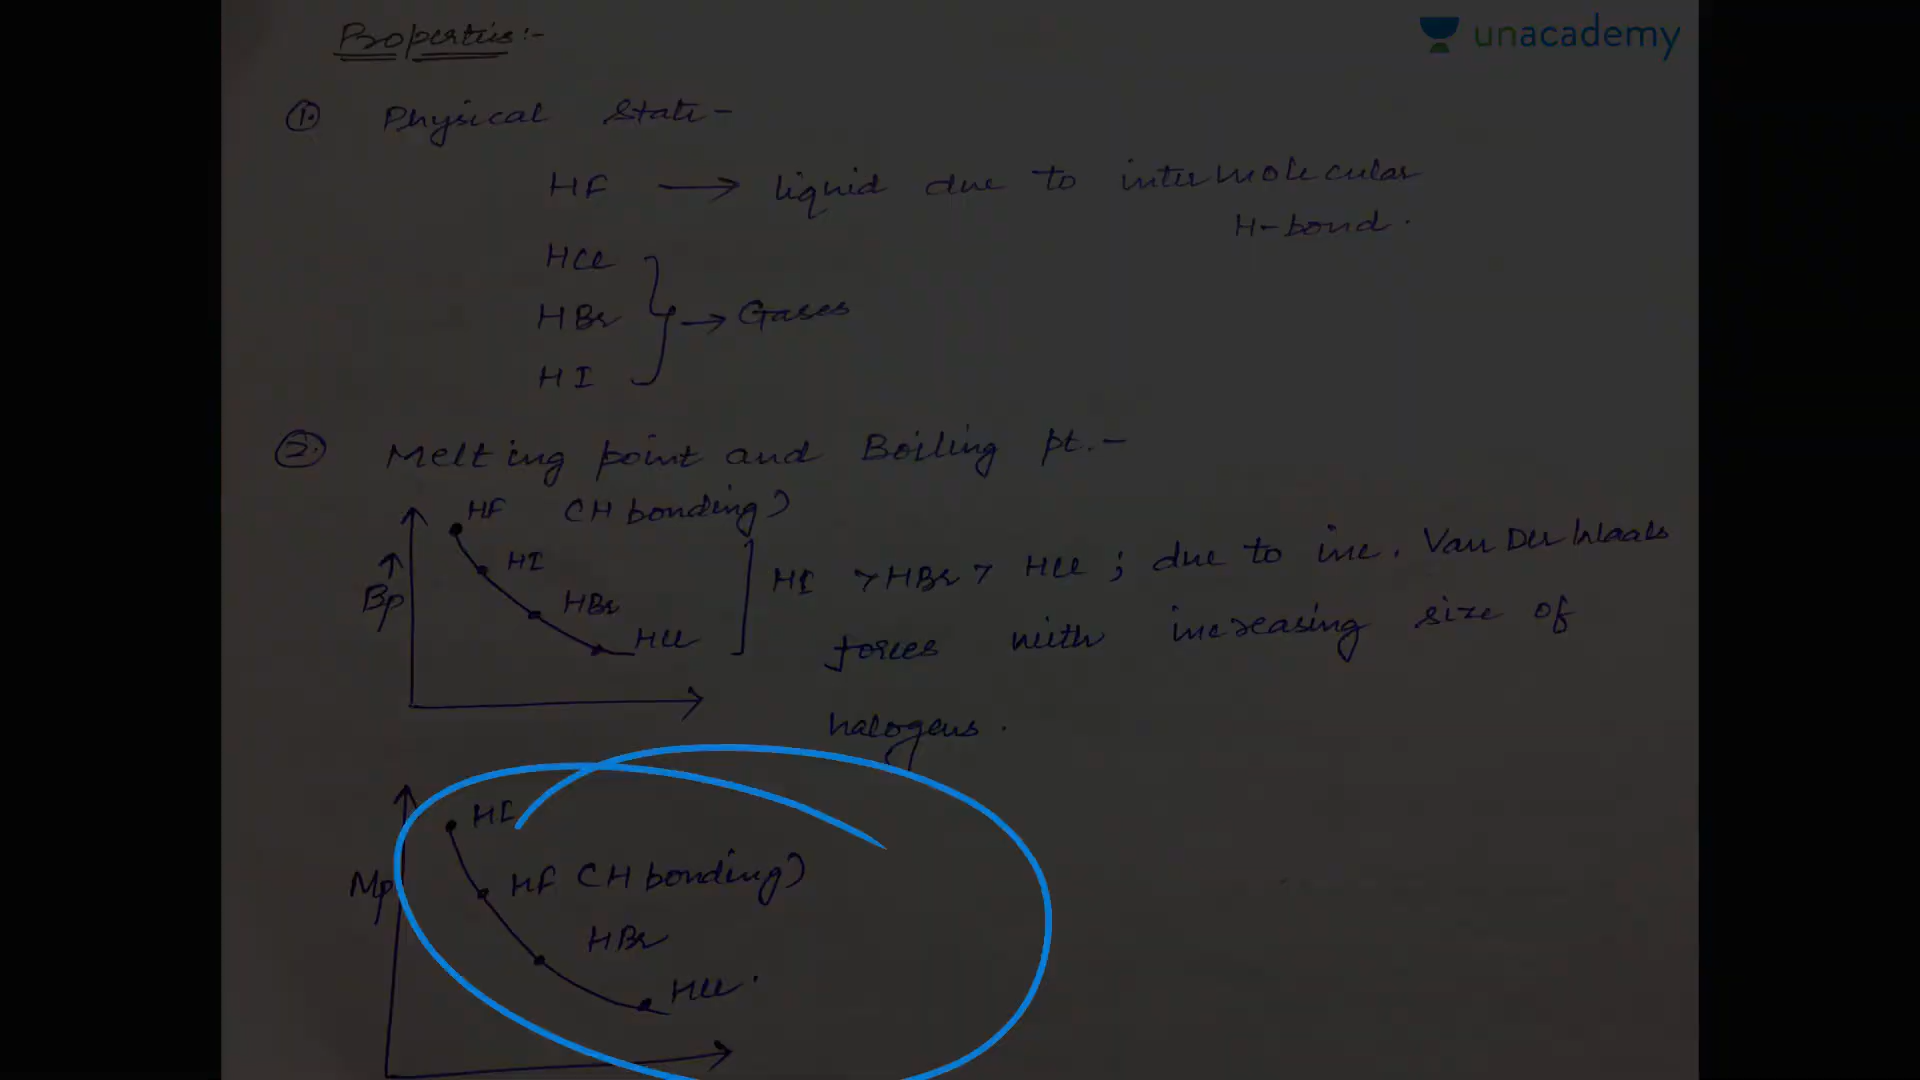 Properties:-
unacademy
1. Physical State-
HF → liquid due to intermolecular
H-bond.
HCl
HBr → Gases
HI
2. Melting point and Boiling pt.-
HF (H bonding)
HI
HBr
HCl
Bp
HI > HBr > HCl ; due to inc. Van Der Waals
forces with increasing size of
halogens.
HI
HF (H bonding)
HBr
HCl.
Mp